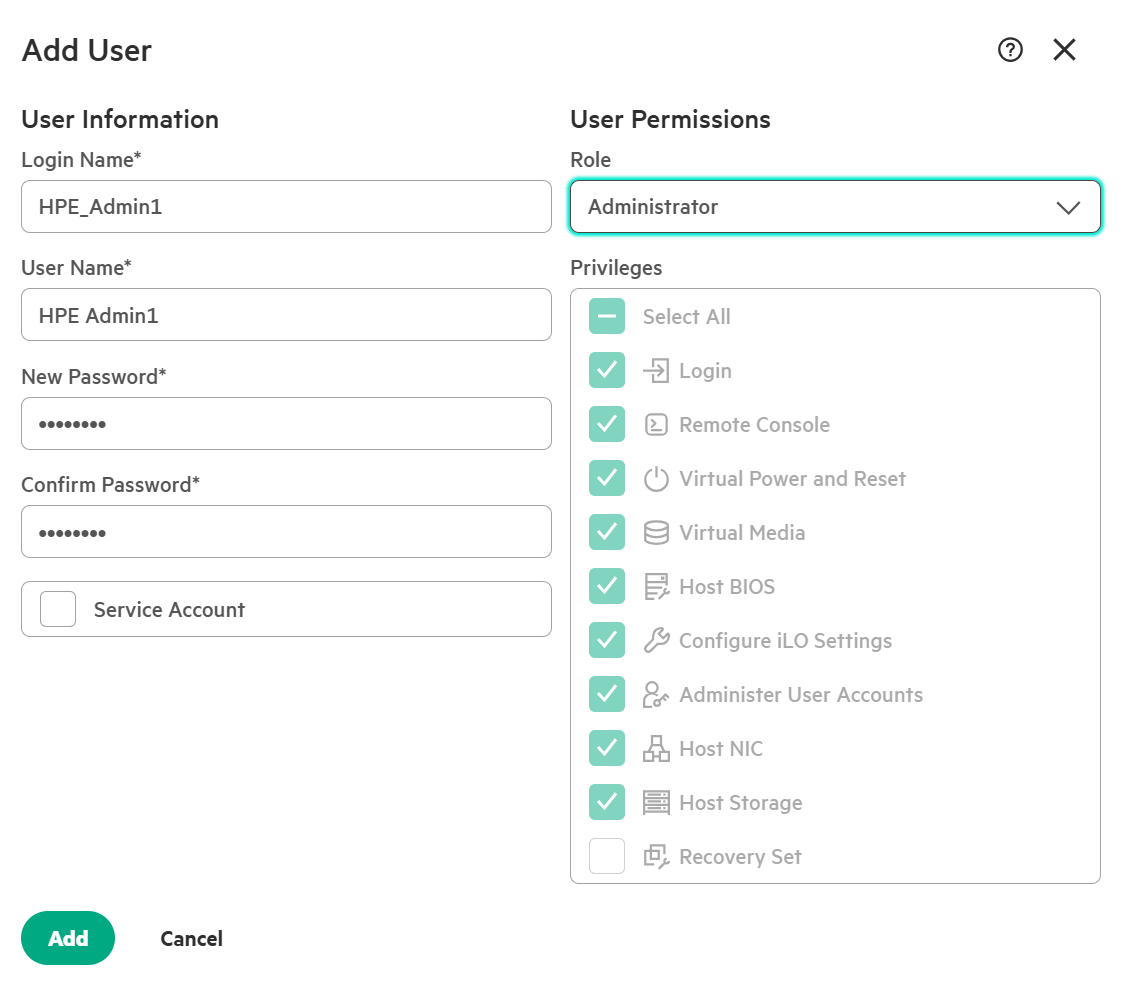 Add User
User Information
Login Name*
HPE_Admin1
User Name*
HPE Admin1
New Password*
••••••••
Confirm Password*
••••••••
Service Account
User Permissions
Role
Administrator
Privileges
Select All
Login
Remote Console
Virtual Power and Reset
Virtual Media
Host BIOS
Configure iLO Settings
Administer User Accounts
Host NIC
Host Storage
Recovery Set
Add
Cancel